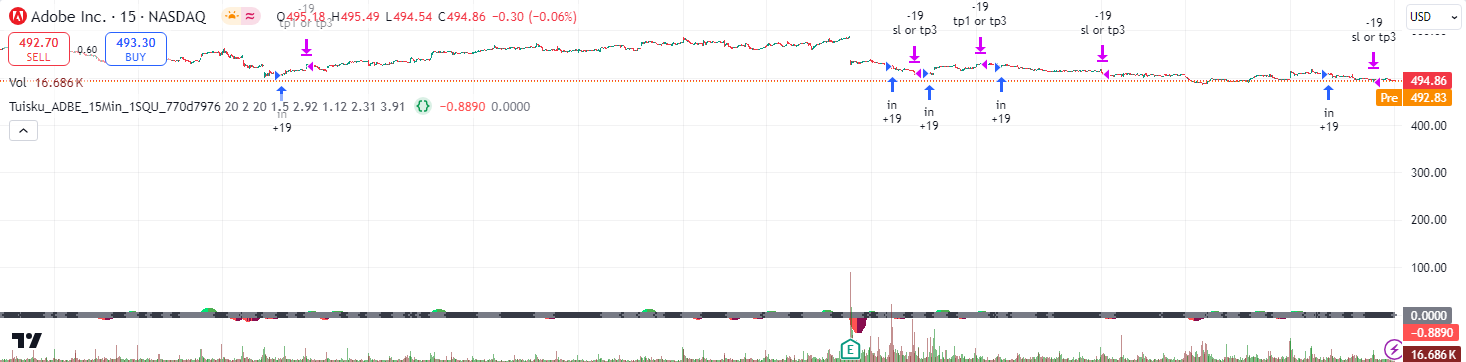 Adobe Inc. · 15 · NASDAQ O495.18 H495.49 L494.54 C494.86 −0.30 (−0.06%)
USD
492.70
SELL
0.60
493.30
BUY
Vol 16.686 K
Tuisku_ADBE_15Min_1SQU_770d7976 20 2 20 1.5 2.92 1.12 2.31 3.91 −0.8890 0.0000
-19
tp1 or tp3
in
+19
-19
sl or tp3
in
+19
in
+19
-19
tp1 or tp3
in
+19
-19
sl or tp3
in
+19
-19
sl or tp3
494.86
Pre 492.83
400.00
300.00
200.00
100.00
0.0000
−0.8890
16.686 K
E